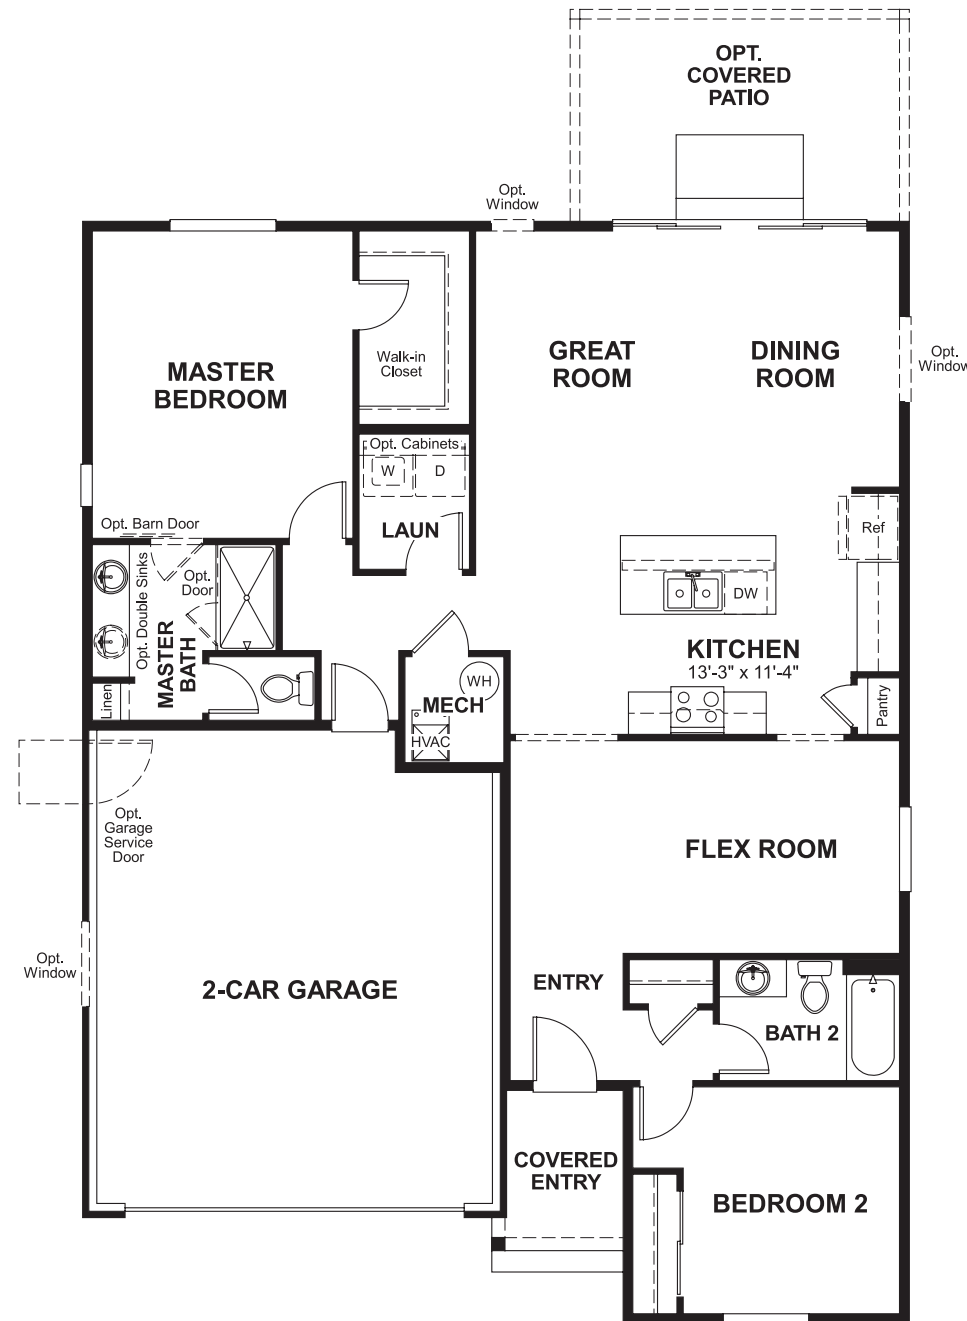 OPT.
COVERED
PATIO
Opt.
Window
GREAT
ROOM
DINING
ROOM
Opt.
Window
Walk-in
Closet
MASTER
BEDROOM
Opt. Cabinets
W
D
LAUN
Opt. Barn Door
Opt. Double Sinks
Opt.
Door
MASTER
BATH
Linen
Ref
DW
KITCHEN
13'-3" x 11'-4"
Pantry
WH
MECH
HVAC
Opt.
Garage
Service
Door
FLEX ROOM
Opt.
Window
2-CAR GARAGE
ENTRY
BATH 2
COVERED
ENTRY
BEDROOM 2